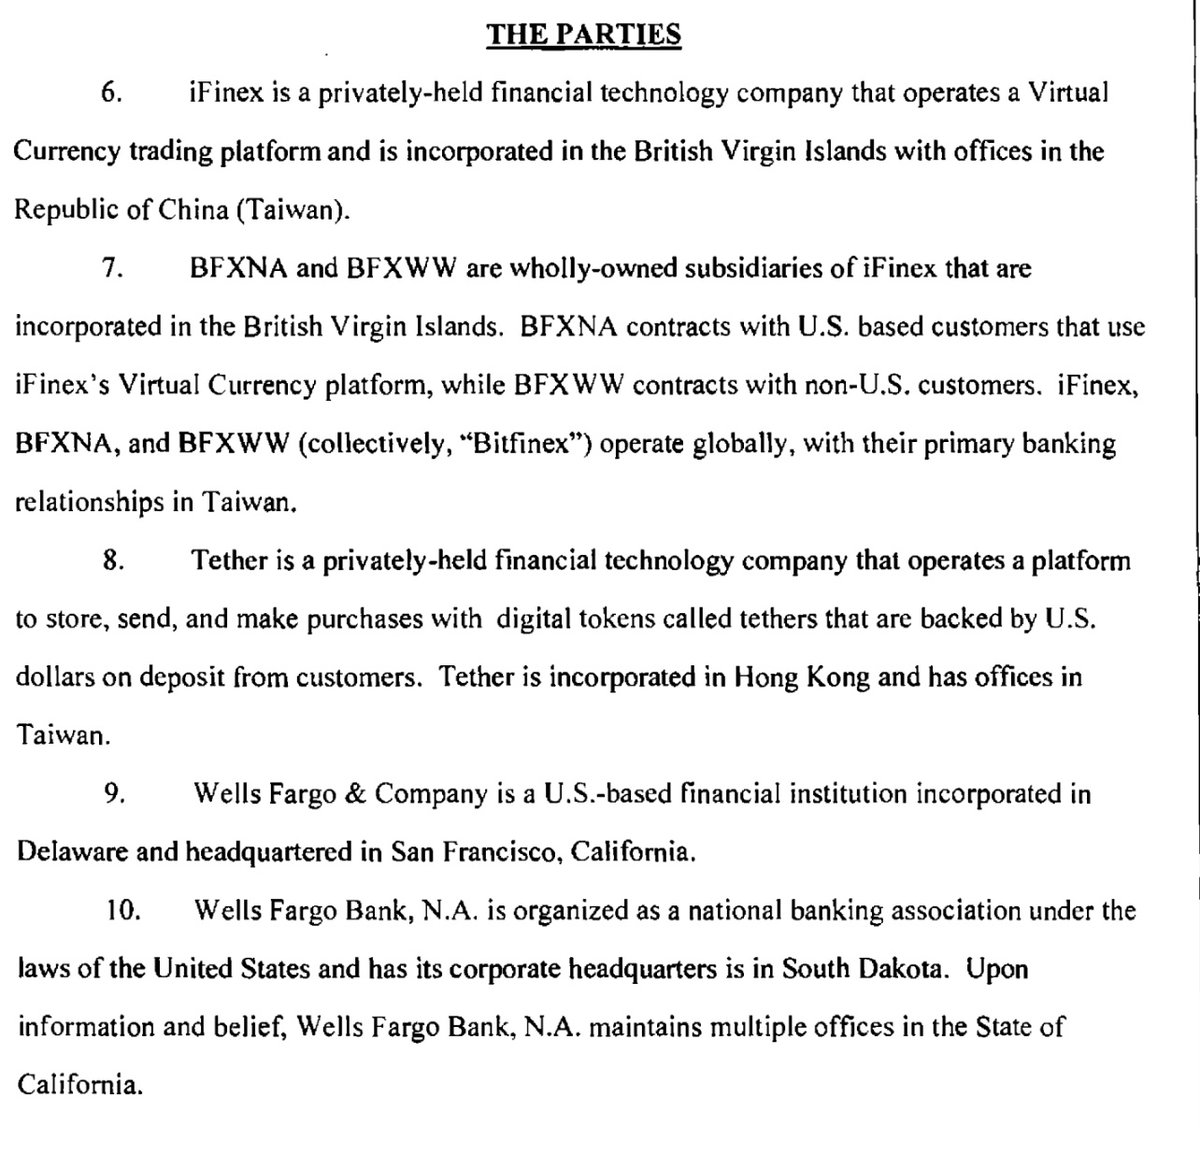 THE PARTIES
6. iFinex is a privately-held financial technology company that operates a Virtual
Currency trading platform and is incorporated in the British Virgin Islands with offices in the
Republic of China (Taiwan).
7. BFXNA and BFXWW are wholly-owned subsidiaries of iFinex that are
incorporated in the British Virgin Islands.  BFXNA contracts with U.S. based customers that use
iFinex's Virtual Currency platform, while BFXWW contracts with non-U.S. customers.  iFinex,
BFXNA, and BFXWW (collectively, “Bitfinex”) operate globally, with their primary banking
relationships in Taiwan.
8. Tether is a privately-held financial technology company that operates a platform
to store, send, and make purchases with  digital tokens called tethers that are backed by U.S.
dollars on deposit from customers.  Tether is incorporated in Hong Kong and has offices in
Taiwan.
9. Wells Fargo & Company is a U.S.-based financial institution incorporated in
Delaware and headquartered in San Francisco, California.
10. Wells Fargo Bank, N.A. is organized as a national banking association under the
laws of the United States and has its corporate headquarters is in South Dakota.  Upon
information and belief, Wells Fargo Bank, N.A. maintains multiple offices in the State of
California.